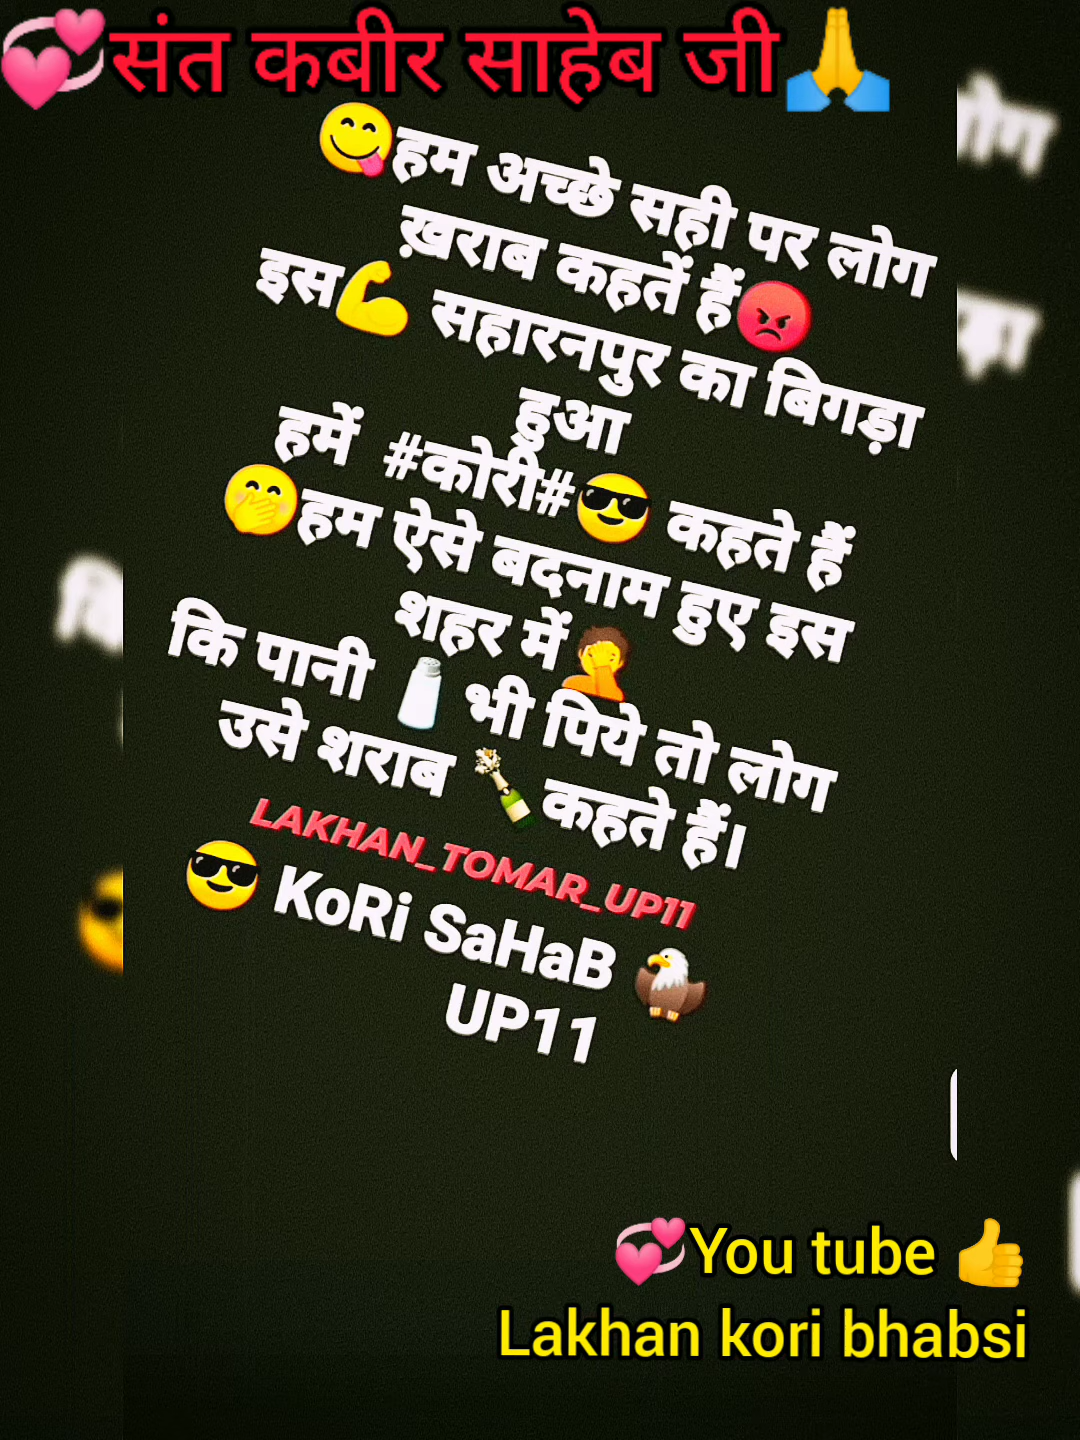 💞संत कबीर साहेब जी🙏
😋हम अच्छे सही पर लोग
ख़राब कहतें हैं😡
इस💪 सहारनपुर का बिगड़ा
हुआ
हमें #कोरी#😎 कहते हैं
🤭हम ऐसे बदनाम हुए इस
शहर में🤦
कि पानी 🧂 भी पिये तो लोग
उसे शराब 🍾कहते हैं।
LAKHAN_TOMAR_UP11
😎 KoRi SaHaB 🦅
UP11
💞You tube 👍
Lakhan kori bhabsi